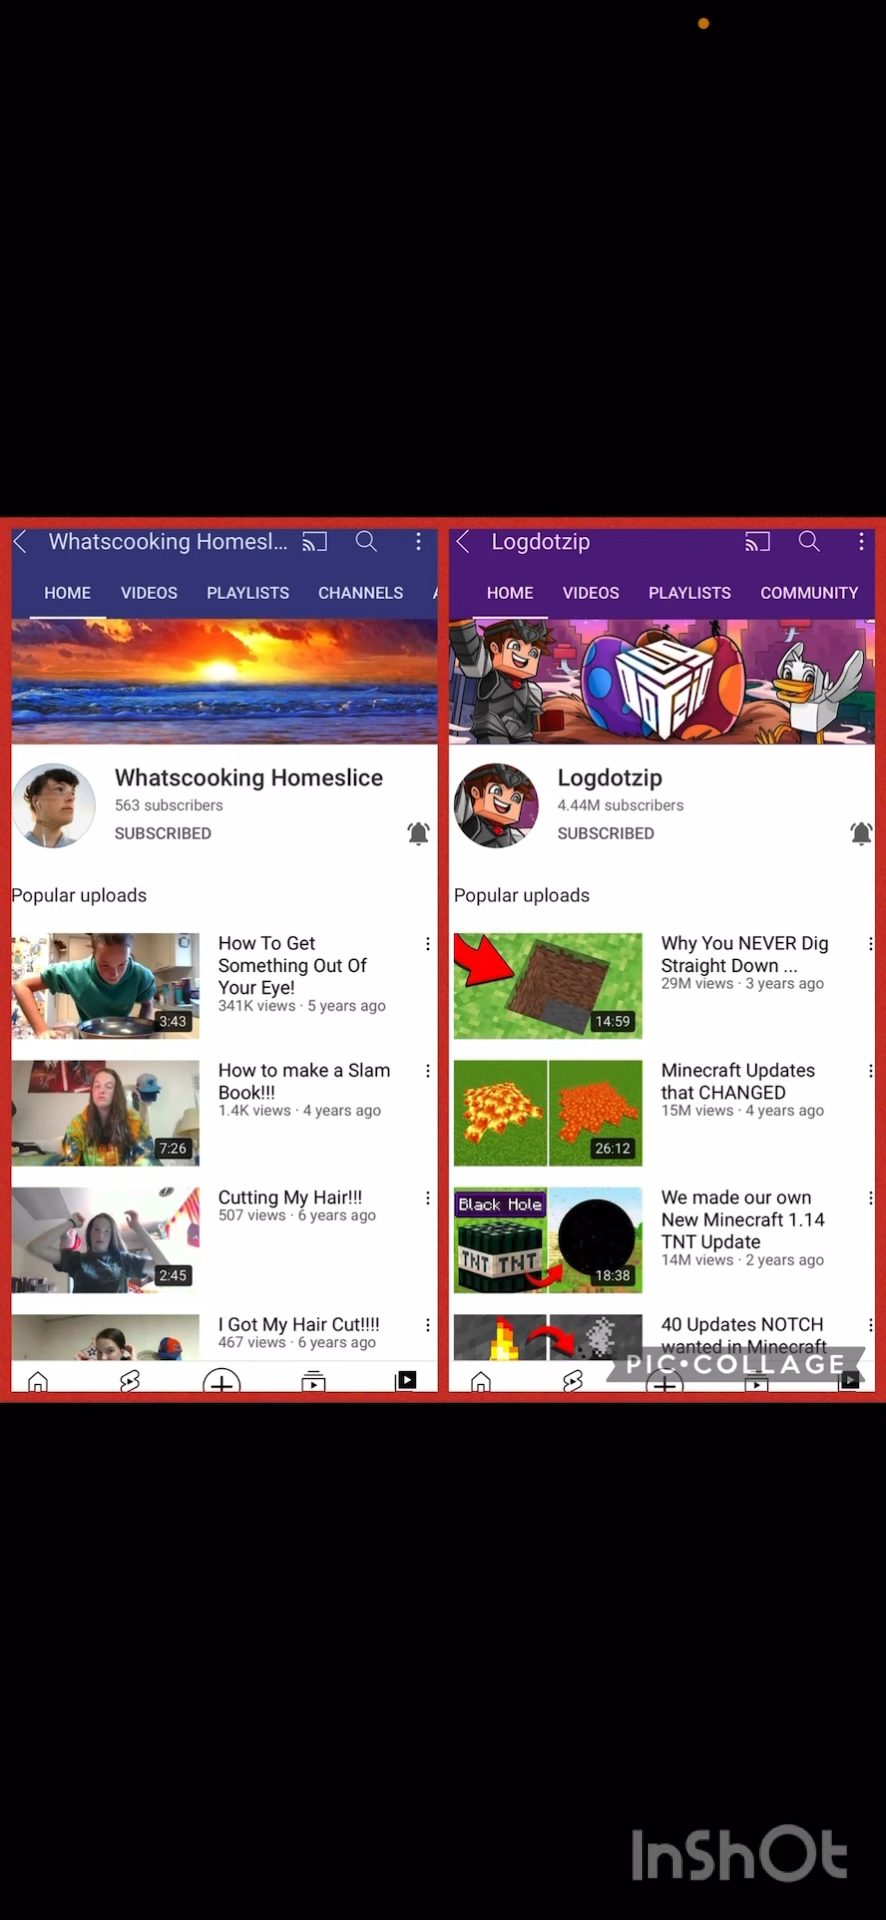 Whatscooking Homesl...
HOME VIDEOS PLAYLISTS CHANNELS
Whatscooking Homeslice
563 subscribers
SUBSCRIBED
Popular uploads
How To Get
Something Out Of
Your Eye!
341K views · 5 years ago
3:43
How to make a Slam
Book!!!
1.4K views · 4 years ago
7:26
Cutting My Hair!!!
507 views · 6 years ago
2:45
I Got My Hair Cut!!!!
467 views · 6 years ago
Logdotzip
HOME VIDEOS PLAYLISTS COMMUNITY
Logdotzip
4.44M subscribers
SUBSCRIBED
Popular uploads
Why You NEVER Dig
Straight Down ...
29M views · 3 years ago
14:59
Minecraft Updates
that CHANGED
15M views · 4 years ago
26:12
Black Hole
TNT TNT
We made our own
New Minecraft 1.14
TNT Update
14M views · 2 years ago
18:38
40 Updates NOTCH
wanted in Minecraft
PIC•COLLAGE
InShOt